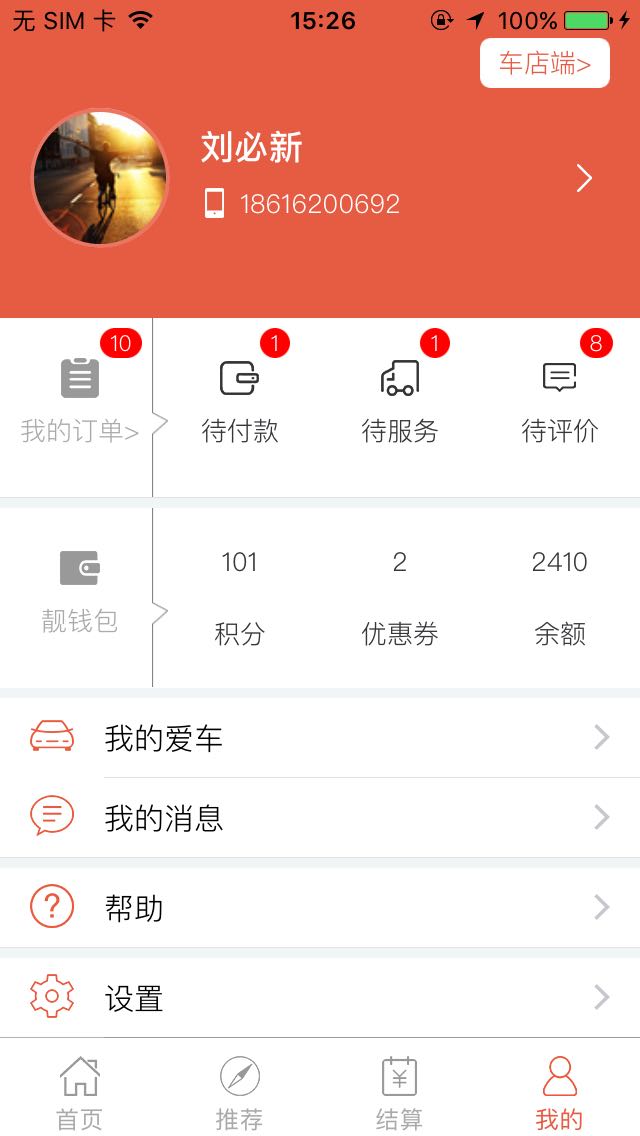 无 SIM 卡 15:26 100%
车店端>
刘必新
18616200692
10 1 1 8
我的订单> 待付款 待服务 待评价
101 2 2410
靓钱包 积分 优惠券 余额
我的爱车
我的消息
帮助
设置
首页 推荐 结算 我的